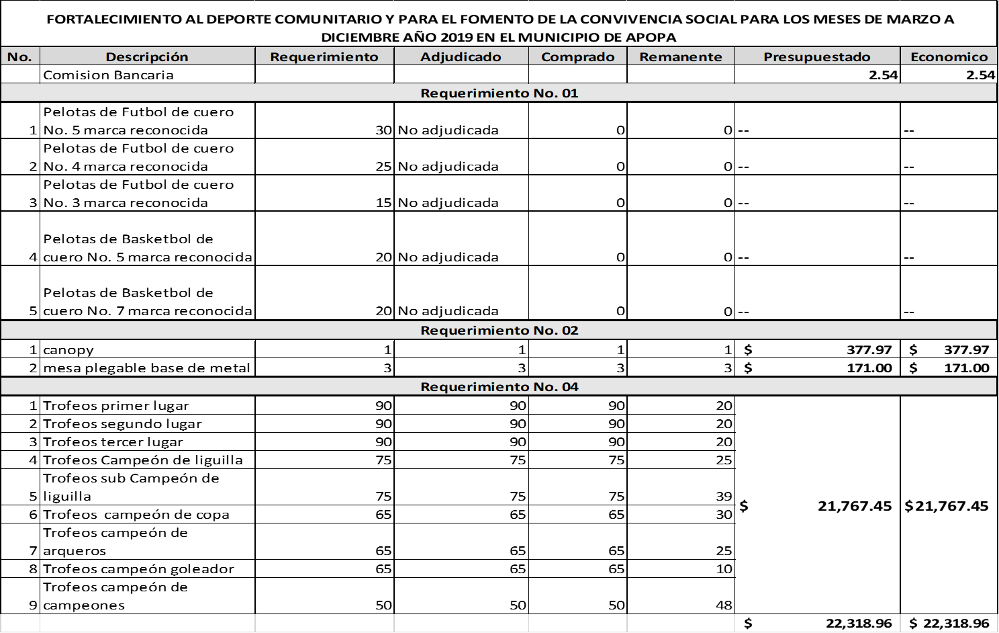 FORTALECIMIENTO AL DEPORTE COMUNITARIO Y PARA EL FOMENTO DE LA CONVIVENCIA SOCIAL PARA LOS MESES DE MARZO A
DICIEMBRE AÑO 2019 EN EL MUNICIPIO DE APOPA
No. Descripción Requerimiento Adjudicado Comprado Remanente Presupuestado Economico
Comision Bancaria 2.54 2.54
Requerimiento No. 01
Pelotas de Futbol de cuero
1 No. 5 marca reconocida 30 No adjudicada 0 0 -- --
Pelotas de Futbol de cuero
2 No. 4 marca reconocida 25 No adjudicada 0 0 -- --
Pelotas de Futbol de cuero
3 No. 3 marca reconocida 15 No adjudicada 0 0 -- --
Pelotas de Basketbol de
4 cuero No. 5 marca reconocida 20 No adjudicada 0 0 -- --
Pelotas de Basketbol de
5 cuero No. 7 marca reconocida 20 No adjudicada 0 0 -- --
Requerimiento No. 02
1 canopy 1 1 1 1 $ 377.97 $ 377.97
2 mesa plegable base de metal 3 3 3 3 $ 171.00 $ 171.00
Requerimiento No. 04
1 Trofeos primer lugar 90 90 90 20
2 Trofeos segundo lugar 90 90 90 20
3 Trofeos tercer lugar 90 90 90 20
4 Trofeos Campeón de liguilla 75 75 75 25
Trofeos sub Campeón de
5 liguilla 75 75 75 39
$ 21,767.45 $21,767.45
6 Trofeos campeón de copa 65 65 65 30
Trofeos campeón de
7 arqueros 65 65 65 25
8 Trofeos campeón goleador 65 65 65 10
Trofeos campeón de
9 campeones 50 50 50 48
$ 22,318.96 $ 22,318.96